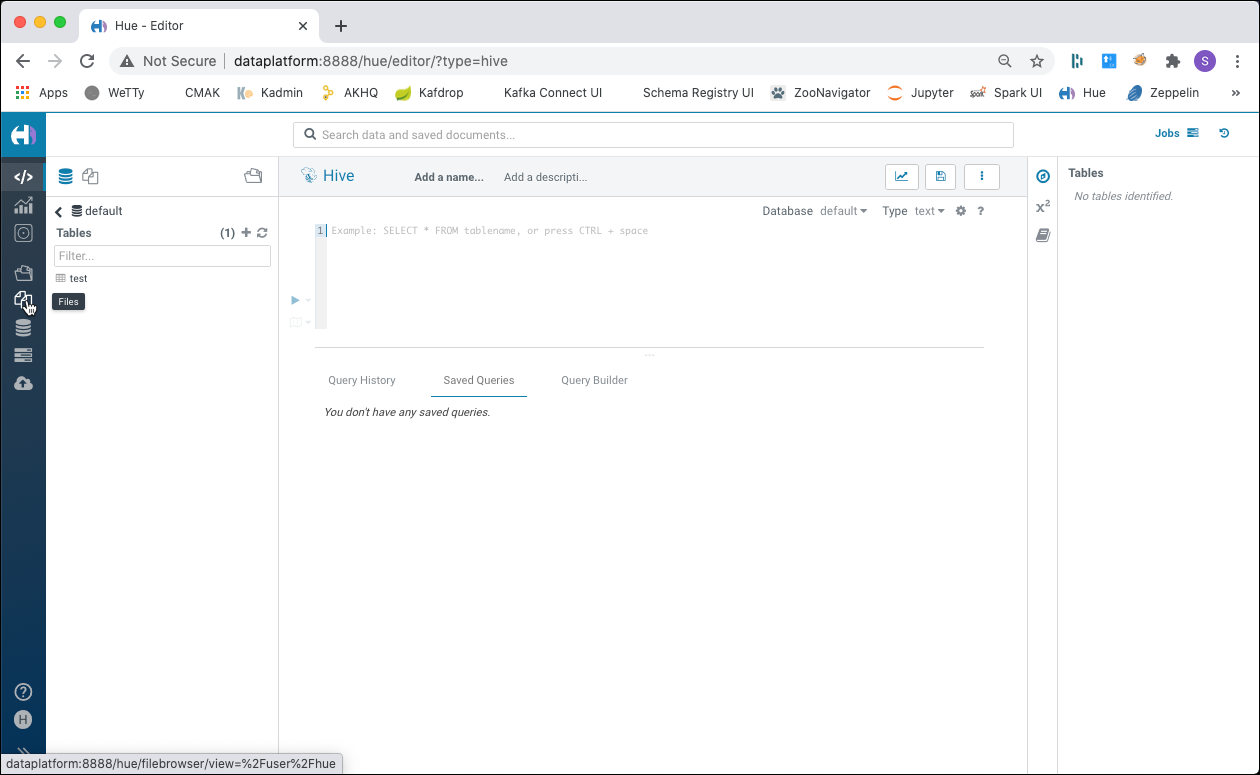 Hue - Editor
Not Secure dataplatform:8888/hue/editor/?type=hive
S
Apps WeTTy CMAK Kadmin AKHQ Kafdrop Kafka Connect UI Schema Registry UI ZooNavigator Jupyter Spark UI Hue Zeppelin »
Search data and saved documents...
Jobs
</>
Hive Add a name... Add a descripti...
Tables
No tables identified.
default
Database default Type text ?
Tables (1)
1 Example: SELECT * FROM tablename, or press CTRL + space
x²
Filter...
test
Files
Query History Saved Queries Query Builder
You don't have any saved queries.
?
H
dataplatform:8888/hue/filebrowser/view=%2Fuser%2Fhue